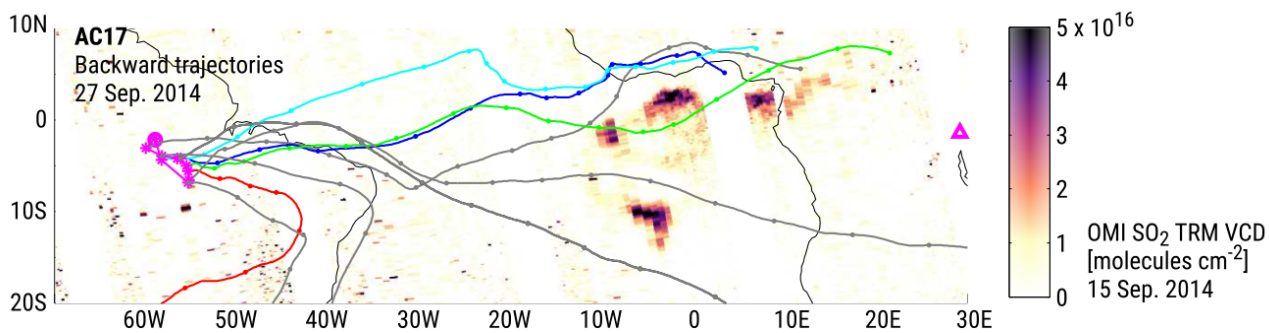 10N
0
10S
20S
AC17
Backward trajectories
27 Sep. 2014
60W 50W 40W 30W 20W 10W 0 10E 20E 30E
5 x 10^16
4
3
2
1
0
OMI SO₂ TRM VCD
[molecules cm⁻²]
15 Sep. 2014